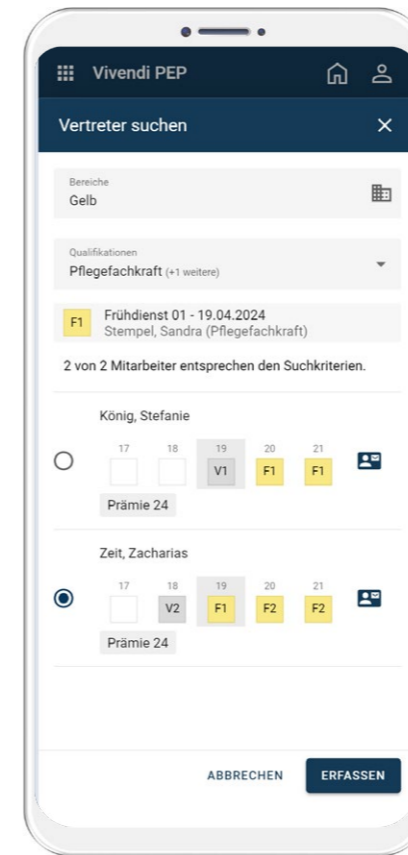 Vivendi PEP
Vertreter suchen
Bereiche
Gelb
Qualifikationen
Pflegefachkraft (+1 weitere)
F1 Frühdienst 01 - 19.04.2024
Stempel, Sandra (Pflegefachkraft)
2 von 2 Mitarbeiter entsprechen den Suchkriterien.
König, Stefanie
17 18 19 20 21
V1 F1 F1
Prämie 24
Zeit, Zacharias
17 18 19 20 21
V2 F1 F2 F2
Prämie 24
ABBRECHEN ERFASSEN